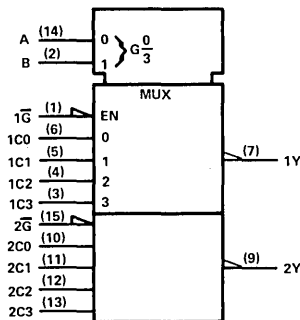 A (14) 0 } G 0/3
B (2) 1
MUX
1G̅ (1) EN
1C0 (6) 0
1C1 (5) 1 (7) 1Y
1C2 (4) 2
1C3 (3) 3
2G̅ (15)
2C0 (10)
2C1 (11) (9) 2Y
2C2 (12)
2C3 (13)